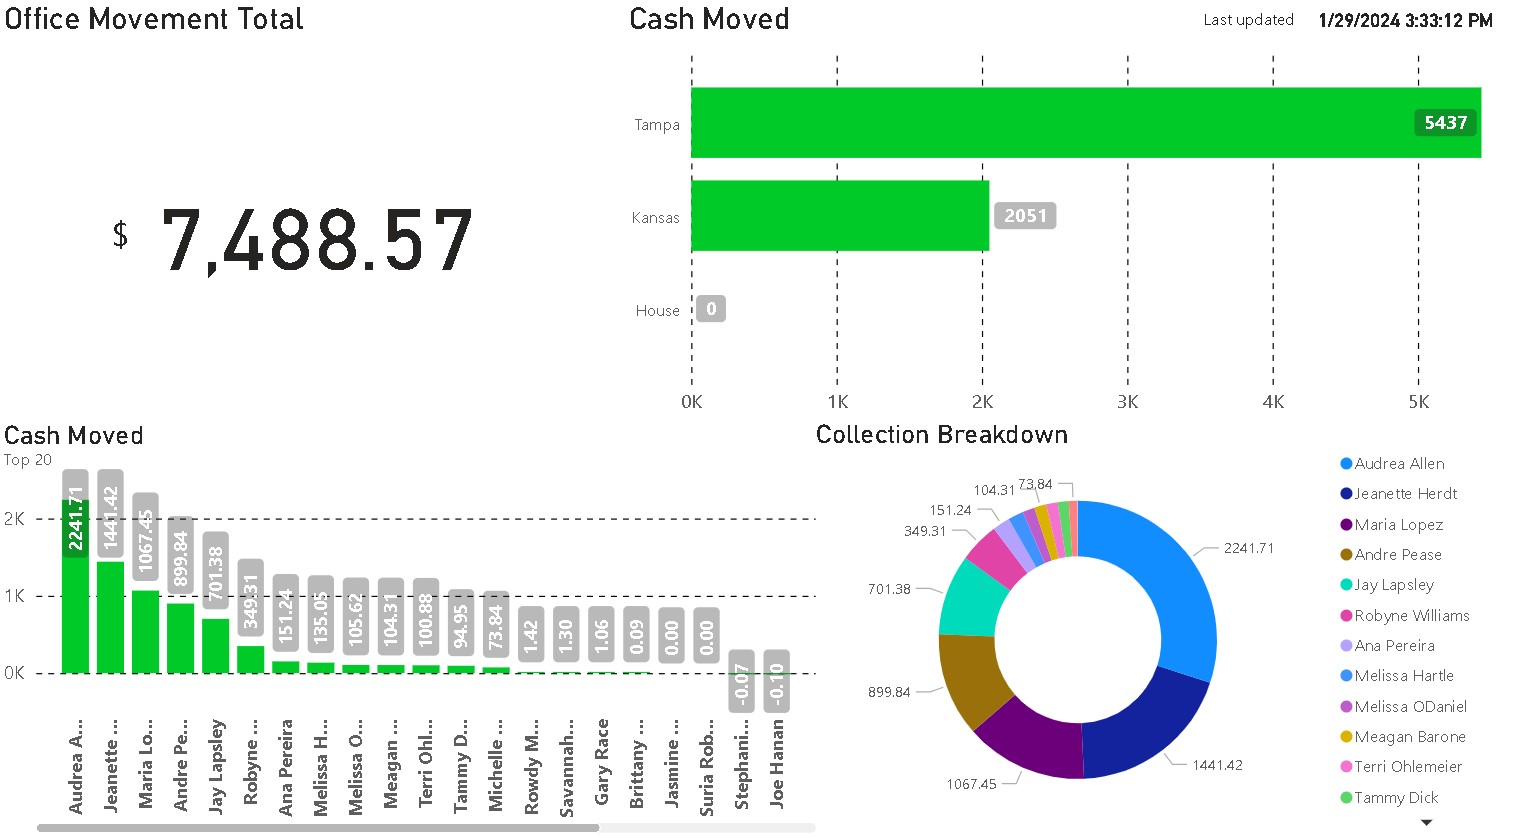 Office Movement Total
$ 7,488.57
Cash Moved
Last updated 1/29/2024 3:33:12 PM
Tampa 5437
Kansas 2051
House 0
0K 1K 2K 3K 4K 5K
Cash Moved
Top 20
2K
1K
0K
2241.71
1441.42
1067.45
899.84
701.38
349.31
151.24
135.05
105.62
104.31
100.88
94.95
73.84
1.42
1.30
1.06
0.09
0.00
0.00
-0.07
-0.10
Audrea A...
Jeanette ...
Maria Lo...
Andre Pe...
Jay Lapsley
Robyne ...
Ana Pereira
Melissa H...
Melissa O...
Meagan ...
Terri Ohl...
Tammy D...
Michelle ...
Rowdy M...
Savannah...
Gary Race
Brittany ...
Jasmine ...
Suria Rob...
Stephani...
Joe Hanan
Collection Breakdown
2241.71
1441.42
1067.45
899.84
701.38
349.31
151.24
104.31
73.84
Audrea Allen
Jeanette Herdt
Maria Lopez
Andre Pease
Jay Lapsley
Robyne Williams
Ana Pereira
Melissa Hartle
Melissa ODaniel
Meagan Barone
Terri Ohlemeier
Tammy Dick